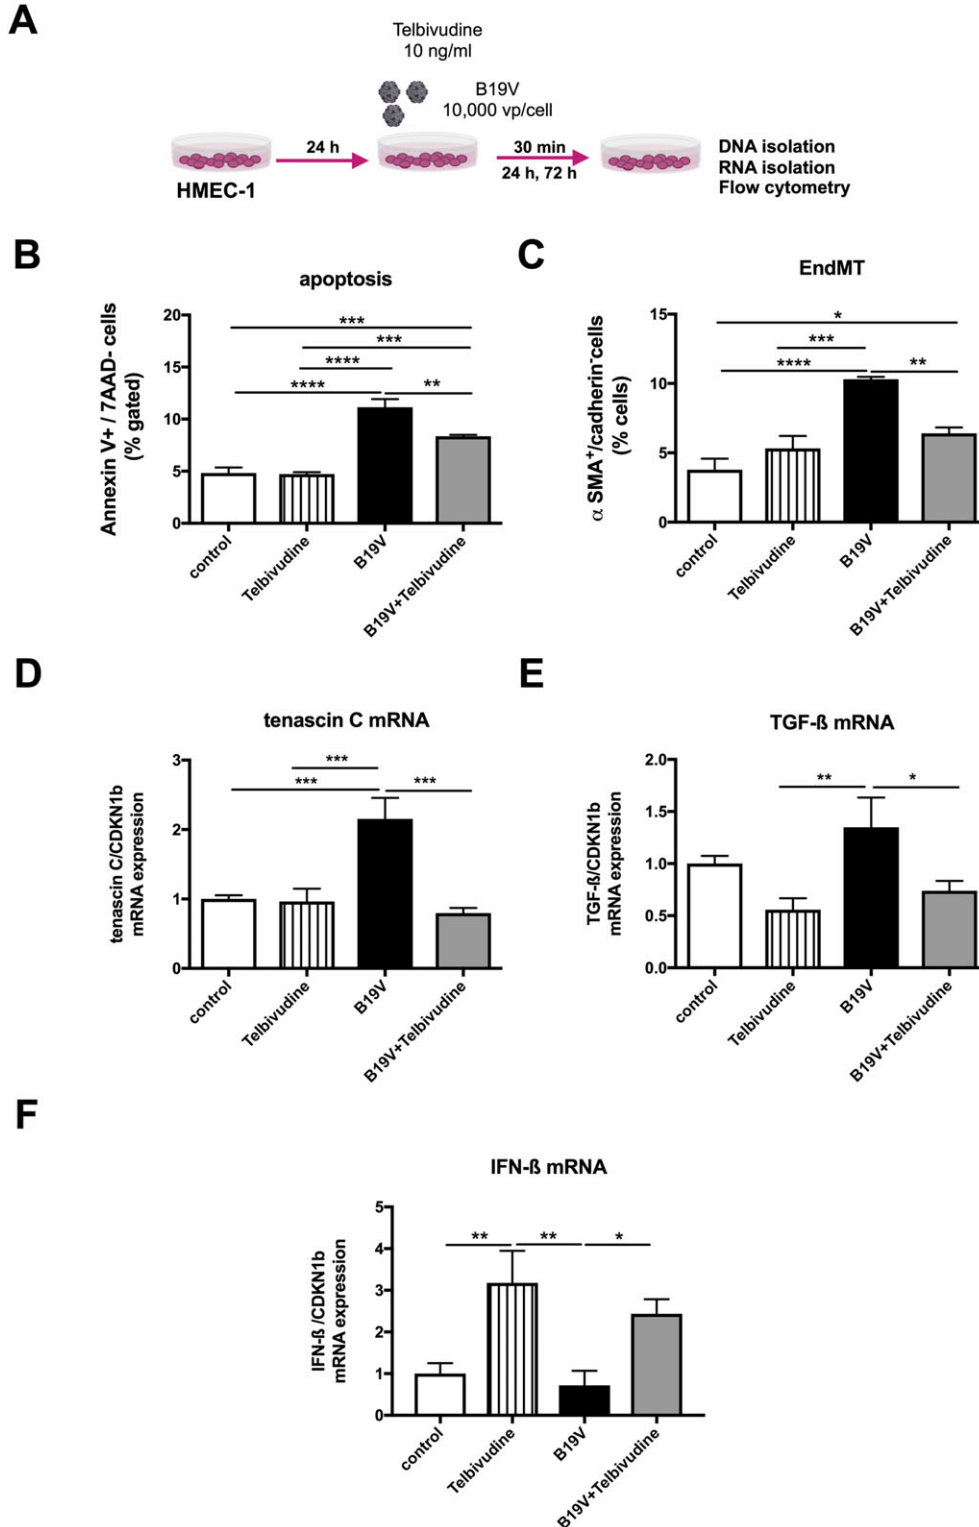 A
Telbivudine
10 ng/ml
B19V
10,000 vp/cell
24 h
30 min
24 h, 72 h
HMEC-1
DNA isolation
RNA isolation
Flow cytometry
B
apoptosis
Annexin V+ / 7AAD- cells
(% gated)
20
15
10
5
0
***
***
****
****
**
control
Telbivudine
B19V
B19V+Telbivudine
C
EndMT
α SMA⁺/cadherin⁻cells
(% cells)
15
10
5
0
*
***
****
**
control
Telbivudine
B19V
B19V+Telbivudine
D
tenascin C mRNA
tenascin C/CDKN1b
mRNA expression
3
2
1
0
***
***
***
control
Telbivudine
B19V
B19V+Telbivudine
E
TGF-ß mRNA
TGF-ß/CDKN1b
mRNA expression
2.0
1.5
1.0
0.5
0.0
**
*
control
Telbivudine
B19V
B19V+Telbivudine
F
IFN-ß mRNA
IFN-ß /CDKN1b
mRNA expression
5
4
3
2
1
0
**
**
*
control
Telbivudine
B19V
B19V+Telbivudine